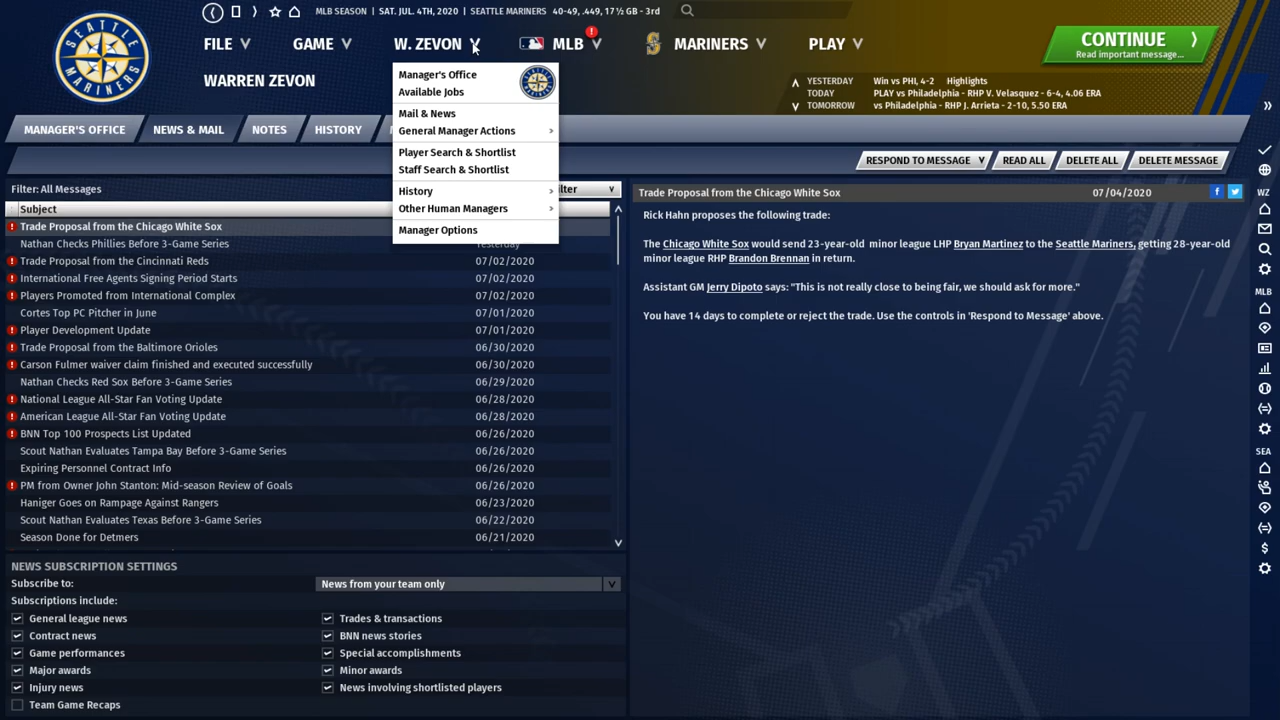 MLB SEASON | SAT. JUL. 4TH, 2020 | SEATTLE MARINERS 40-49, .449, 17 ½ GB - 3rd
SEATTLE
MARINERS
FILE GAME W. ZEVON MLB ! MARINERS PLAY
CONTINUE
Read important message...
WARREN ZEVON
YESTERDAY Win vs PHI, 4-2 Highlights
TODAY PLAY vs Philadelphia - RHP V. Velasquez - 6-4, 4.06 ERA
TOMORROW vs Philadelphia - RHP J. Arrieta - 2-10, 5.50 ERA
Manager's Office
Available Jobs
Mail & News
General Manager Actions
Player Search & Shortlist
Staff Search & Shortlist
History
Other Human Managers
Manager Options
MANAGER'S OFFICE NEWS & MAIL NOTES HISTORY
RESPOND TO MESSAGE READ ALL DELETE ALL DELETE MESSAGE
Filter: All Messages
Subject
! Trade Proposal from the Chicago White Sox
Nathan Checks Phillies Before 3-Game Series Yesterday
Trade Proposal from the Cincinnati Reds 07/02/2020
International Free Agents Signing Period Starts 07/02/2020
Players Promoted from International Complex 07/02/2020
Cortes Top PC Pitcher in June 07/01/2020
Player Development Update 07/01/2020
Trade Proposal from the Baltimore Orioles 06/30/2020
Carson Fulmer waiver claim finished and executed successfully 06/30/2020
Nathan Checks Red Sox Before 3-Game Series 06/29/2020
National League All-Star Fan Voting Update 06/28/2020
American League All-Star Fan Voting Update 06/28/2020
BNN Top 100 Prospects List Updated 06/26/2020
Scout Nathan Evaluates Tampa Bay Before 3-Game Series 06/26/2020
Expiring Personnel Contract Info 06/26/2020
PM from Owner John Stanton: Mid-season Review of Goals 06/26/2020
Haniger Goes on Rampage Against Rangers 06/23/2020
Scout Nathan Evaluates Texas Before 3-Game Series 06/22/2020
Season Done for Detmers 06/21/2020
Trade Proposal from the Chicago White Sox 07/04/2020
Rick Hahn proposes the following trade:
The Chicago White Sox would send 23-year-old minor league LHP Bryan Martinez to the Seattle Mariners, getting 28-year-old
minor league RHP Brandon Brennan in return.
Assistant GM Jerry Dipoto says: "This is not really close to being fair, we should ask for more."
You have 14 days to complete or reject the trade. Use the controls in 'Respond to Message' above.
NEWS SUBSCRIPTION SETTINGS
Subscribe to: News from your team only
Subscriptions include:
General league news Trades & transactions
Contract news BNN news stories
Game performances Special accomplishments
Major awards Minor awards
Injury news News involving shortlisted players
Team Game Recaps
WZ
MLB
SEA